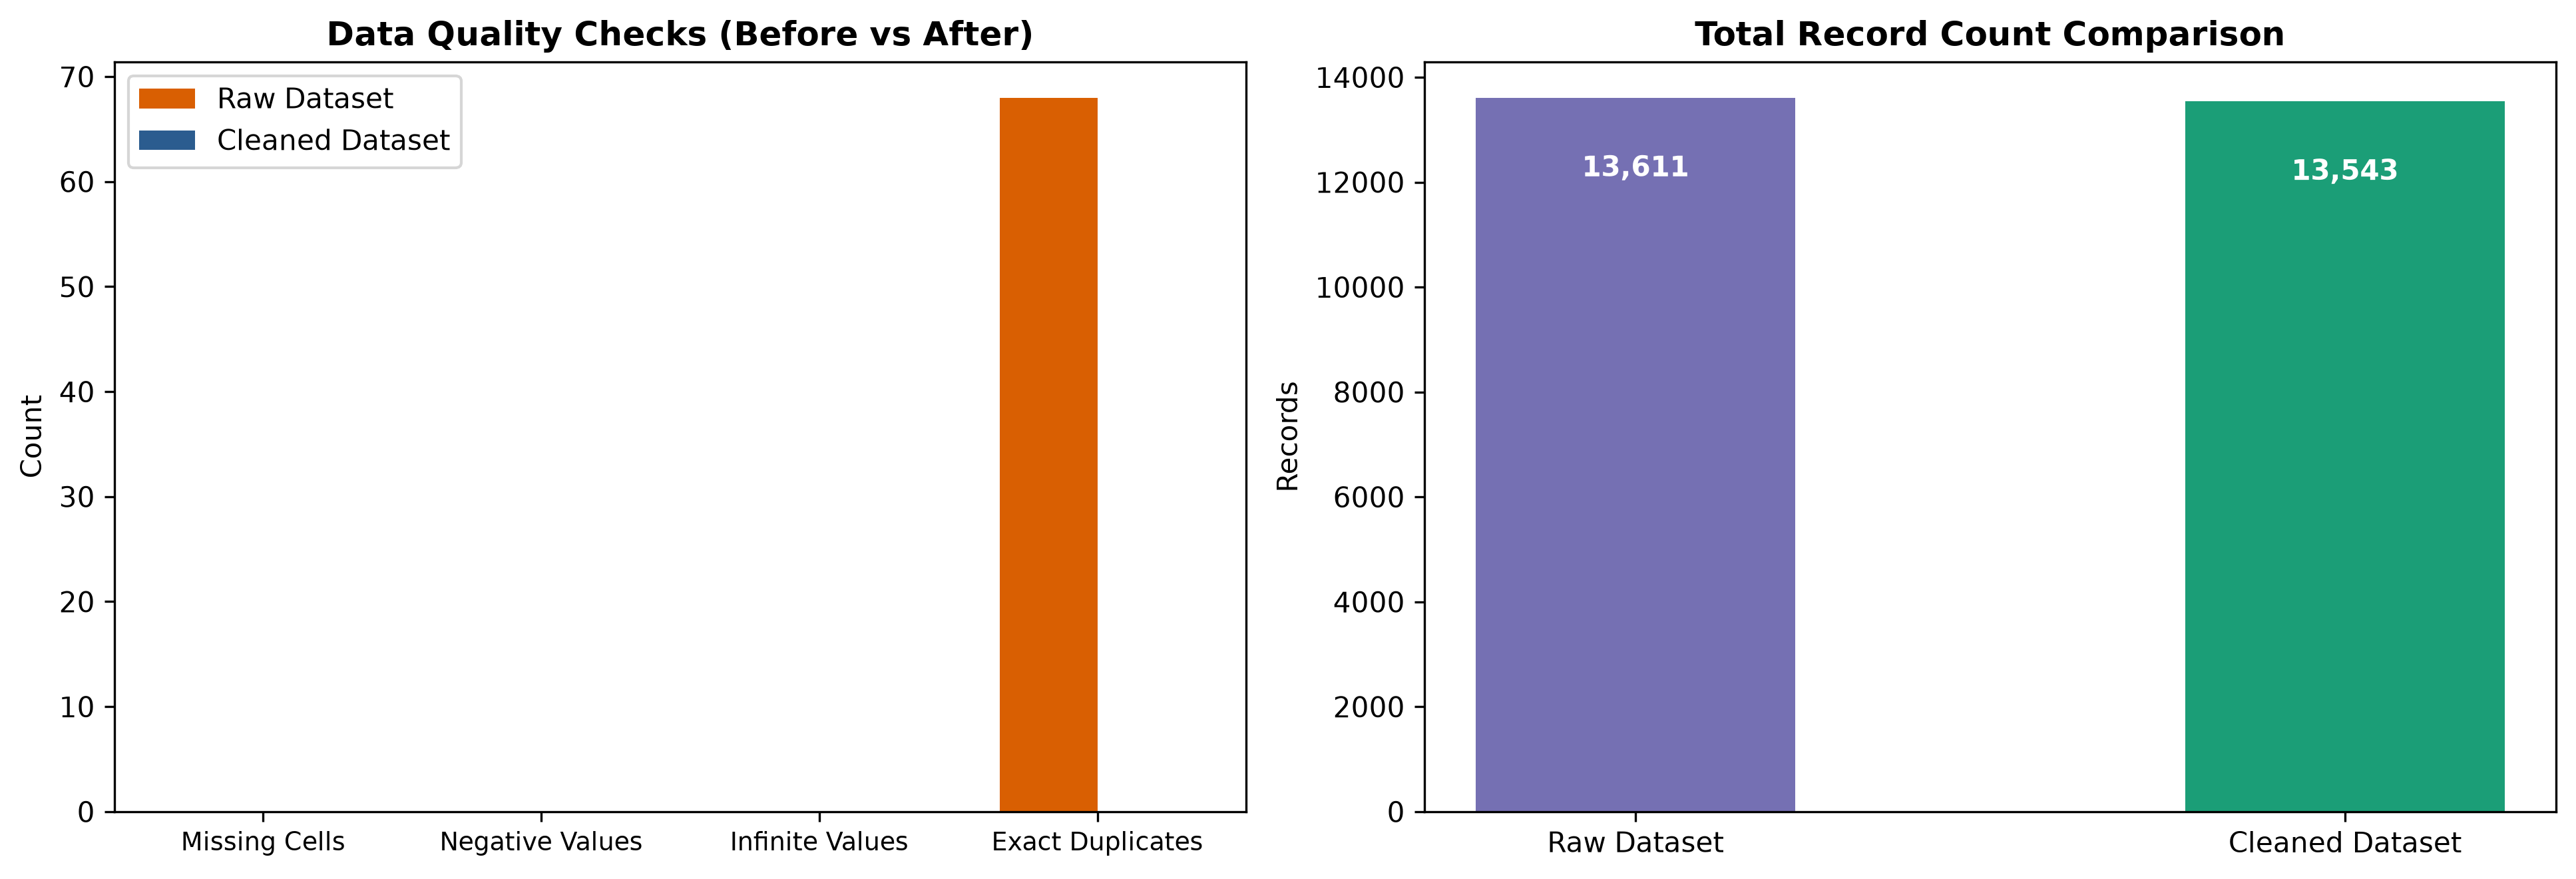 Data Quality Checks (Before vs After)
70
60
50
40
30
20
10
0
Count
Raw Dataset
Cleaned Dataset
Missing Cells
Negative Values
Infinite Values
Exact Duplicates
Total Record Count Comparison
14000
12000
10000
8000
6000
4000
2000
0
Records
13,611
13,543
Raw Dataset
Cleaned Dataset